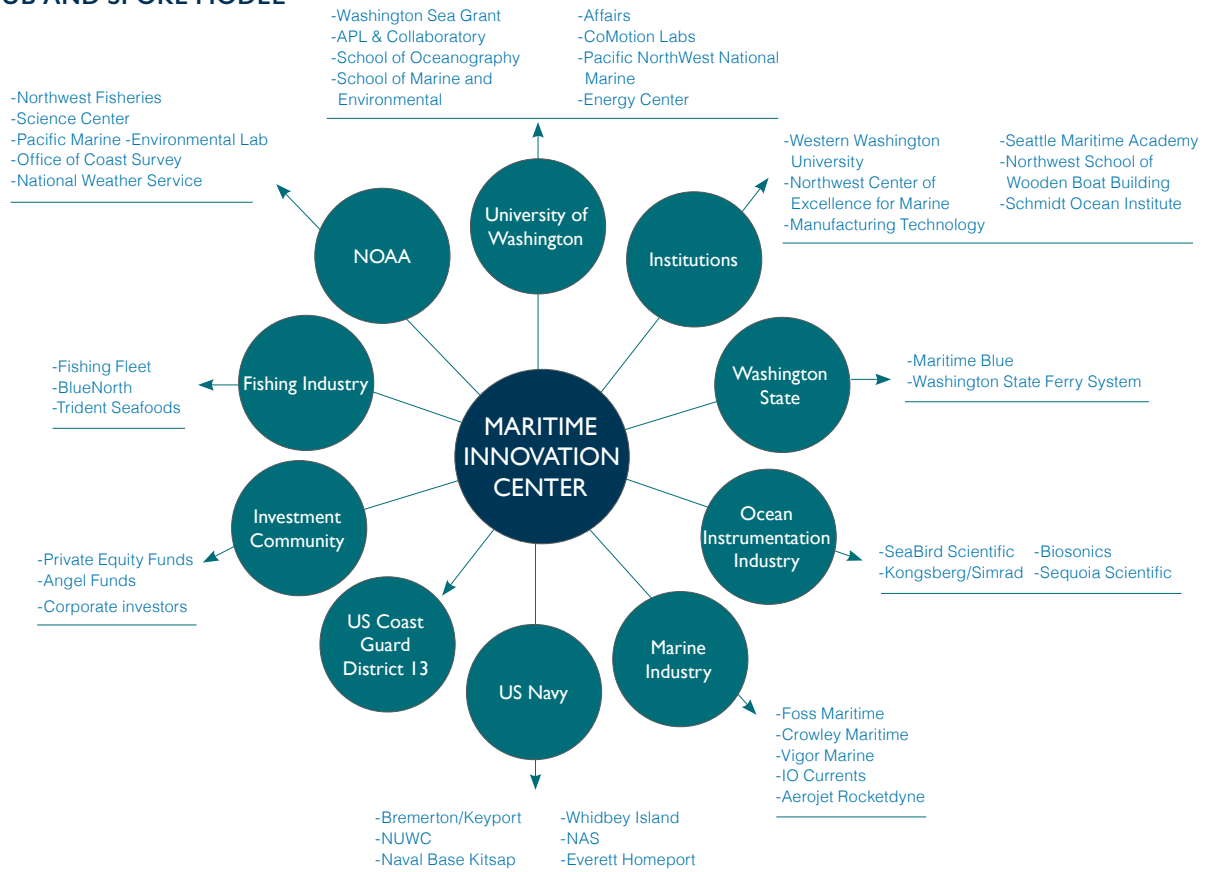 UB AND SPOKE MODEL
-Washington Sea Grant
-APL & Collaboratory
-School of Oceanography
-School of Marine and
Environmental
-Affairs
-CoMotion Labs
-Pacific NorthWest National
Marine
-Energy Center
-Northwest Fisheries
-Science Center
-Pacific Marine -Environmental Lab
-Office of Coast Survey
-National Weather Service
-Western Washington
University
-Northwest Center of
Excellence for Marine
-Manufacturing Technology
-Seattle Maritime Academy
-Northwest School of
Wooden Boat Building
-Schmidt Ocean Institute
University of
Washington
NOAA
Institutions
-Fishing Fleet
-BlueNorth
-Trident Seafoods
Fishing Industry
Washington
State
-Maritime Blue
-Washington State Ferry System
MARITIME
INNOVATION
CENTER
Investment
Community
-Private Equity Funds
-Angel Funds
-Corporate investors
Ocean
Instrumentation
Industry
-SeaBird Scientific
-Kongsberg/Simrad
-Biosonics
-Sequoia Scientific
US Coast
Guard
District 13
US Navy
Marine
Industry
-Foss Maritime
-Crowley Maritime
-Vigor Marine
-IO Currents
-Aerojet Rocketdyne
-Bremerton/Keyport
-NUWC
-Naval Base Kitsap
-Whidbey Island
-NAS
-Everett Homeport